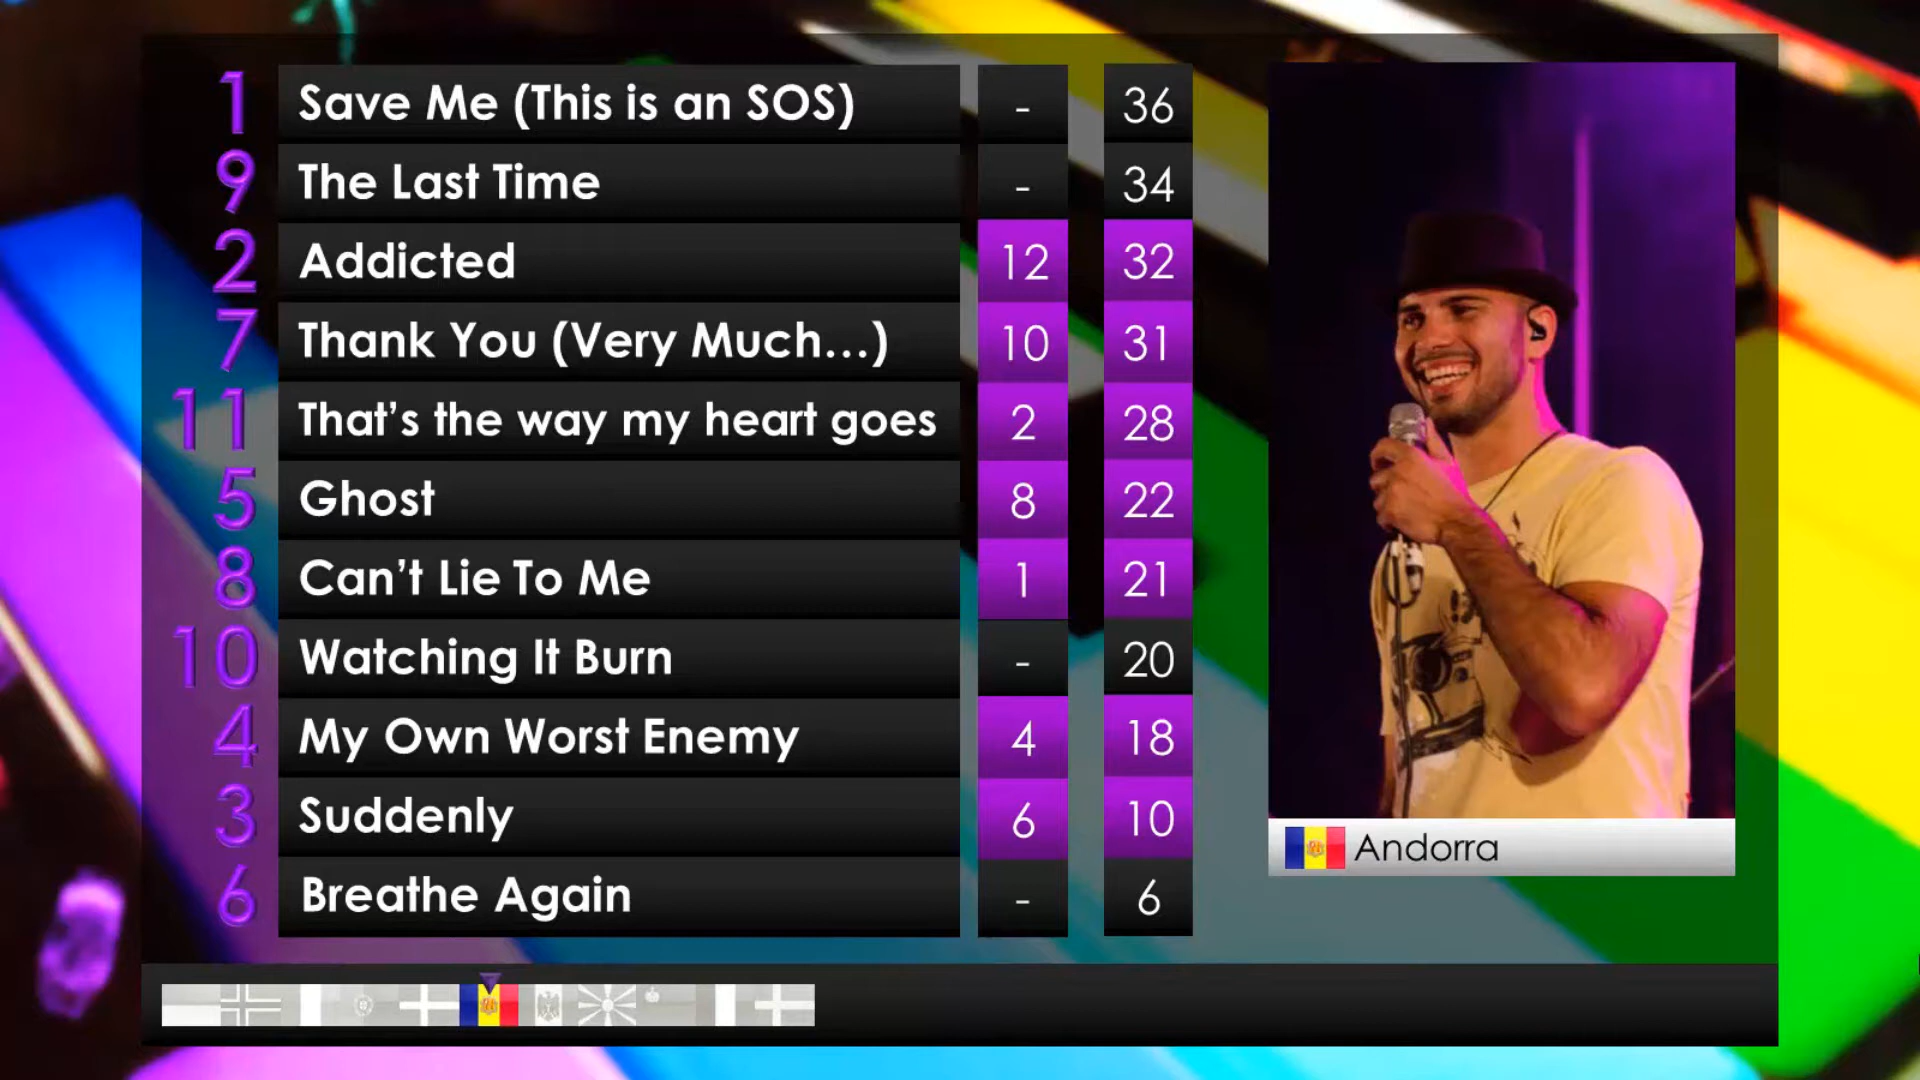 1 Save Me (This is an SOS) - 36
9 The Last Time - 34
2 Addicted 12 32
7 Thank You (Very Much...) 10 31
11 That's the way my heart goes 2 28
5 Ghost 8 22
8 Can't Lie To Me 1 21
10 Watching It Burn - 20
4 My Own Worst Enemy 4 18
3 Suddenly 6 10
6 Breathe Again - 6
Andorra